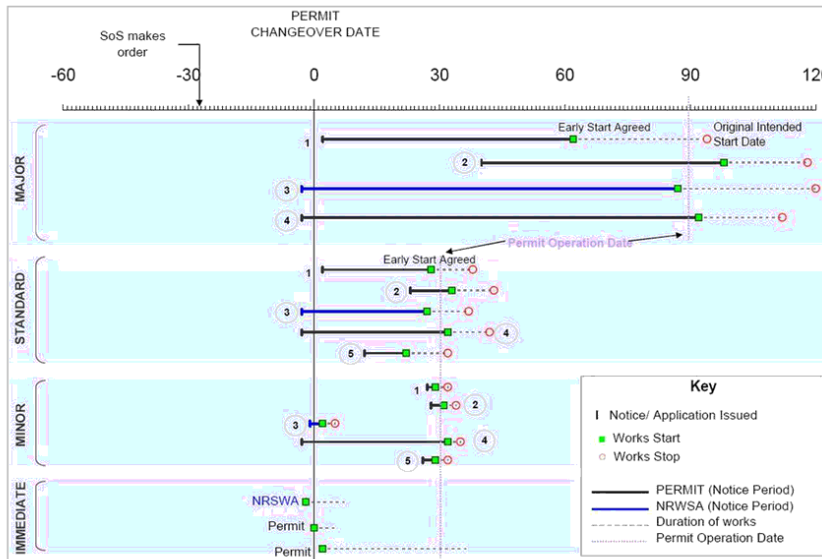 PERMIT
CHANGEOVER DATE
SoS makes
order
-60 -30 0 30 60 90 120
MAJOR
1 Early Start Agreed Original Intended
Start Date
2
3
4
Permit Operation Date
STANDARD
Early Start Agreed
1
2
3
4
5
MINOR
1
2
3
4
5
IMMEDIATE
NRSWA
Permit
Permit
Key
Notice/ Application Issued
Works Start
Works Stop
PERMIT (Notice Period)
NRWSA (Notice Period)
Duration of works
Permit Operation Date